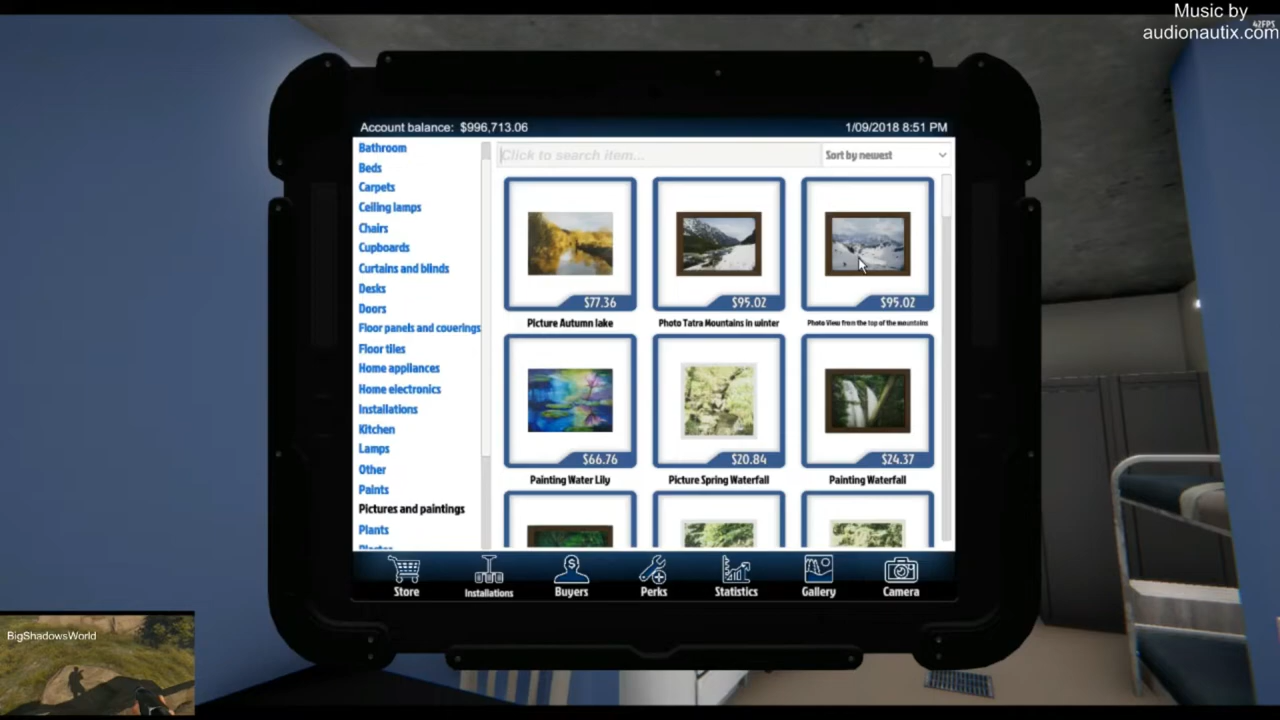 Music by
audionautix.com
42FPS
Account balance: $996,713.06
1/09/2018 8:51 PM
Bathroom
Beds
Carpets
Ceiling lamps
Chairs
Cupboards
Curtains and blinds
Desks
Doors
Floor panels and coverings
Floor tiles
Home appliances
Home electronics
Installations
Kitchen
Lamps
Other
Paints
Pictures and paintings
Plants
Click to search item...
Sort by newest
$77.36
$95.02
$95.02
Picture Autumn lake
Photo Tatra Mountains in winter
Photo View from the top of the mountains
$66.76
$20.84
$24.37
Painting Water Lily
Picture Spring Waterfall
Painting Waterfall
Store
Installations
Buyers
Perks
Statistics
Gallery
Camera
BigShadowsWorld